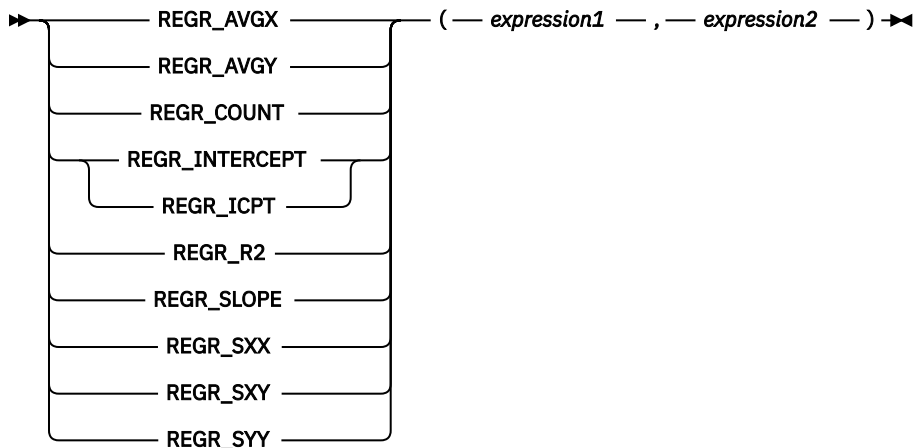 REGR_AVGX ( expression1 , expression2 )
REGR_AVGY
REGR_COUNT
REGR_INTERCEPT
REGR_ICPT
REGR_R2
REGR_SLOPE
REGR_SXX
REGR_SXY
REGR_SYY